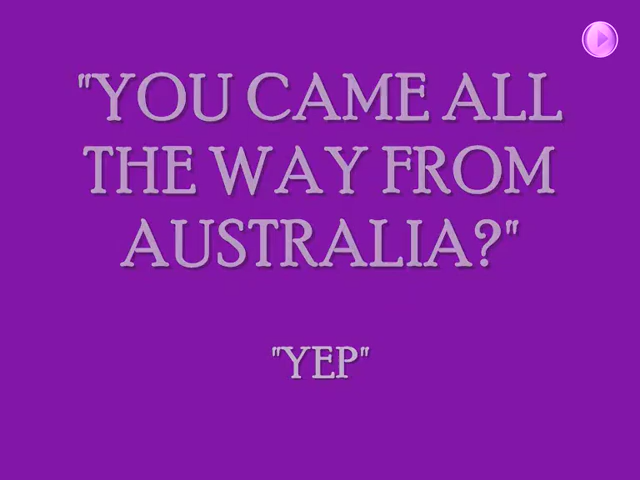 "YOU CAME ALL
THE WAY FROM
AUSTRALIA?"
"YEP"